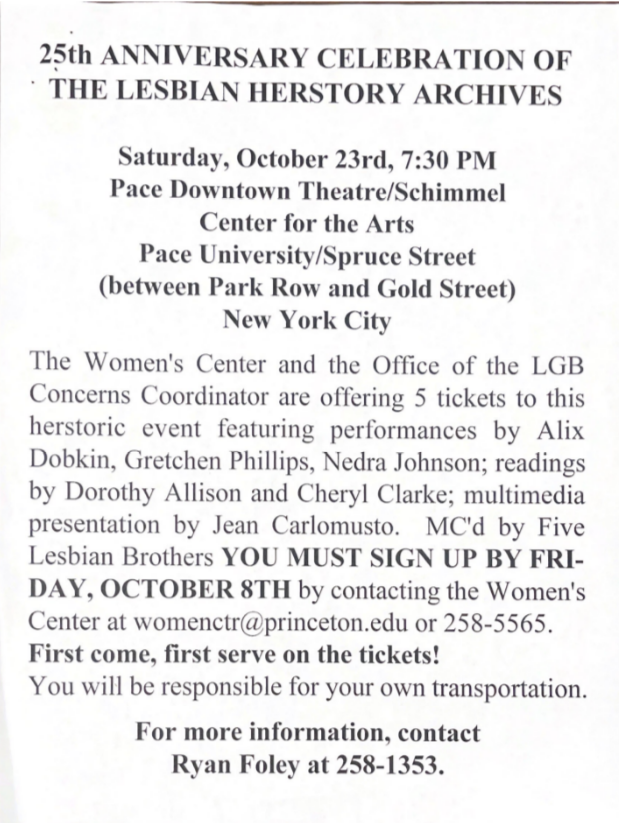 25th ANNIVERSARY CELEBRATION OF
THE LESBIAN HERSTORY ARCHIVES
Saturday, October 23rd, 7:30 PM
Pace Downtown Theatre/Schimmel
Center for the Arts
Pace University/Spruce Street
(between Park Row and Gold Street)
New York City
The Women's Center and the Office of the LGB
Concerns Coordinator are offering 5 tickets to this
herstoric event featuring performances by Alix
Dobkin, Gretchen Phillips, Nedra Johnson; readings
by Dorothy Allison and Cheryl Clarke; multimedia
presentation by Jean Carlomusto. MC'd by Five
Lesbian Brothers YOU MUST SIGN UP BY FRI-
DAY, OCTOBER 8TH by contacting the Women's
Center at womenctr@princeton.edu or 258-5565.
First come, first serve on the tickets!
You will be responsible for your own transportation.
For more information, contact
Ryan Foley at 258-1353.